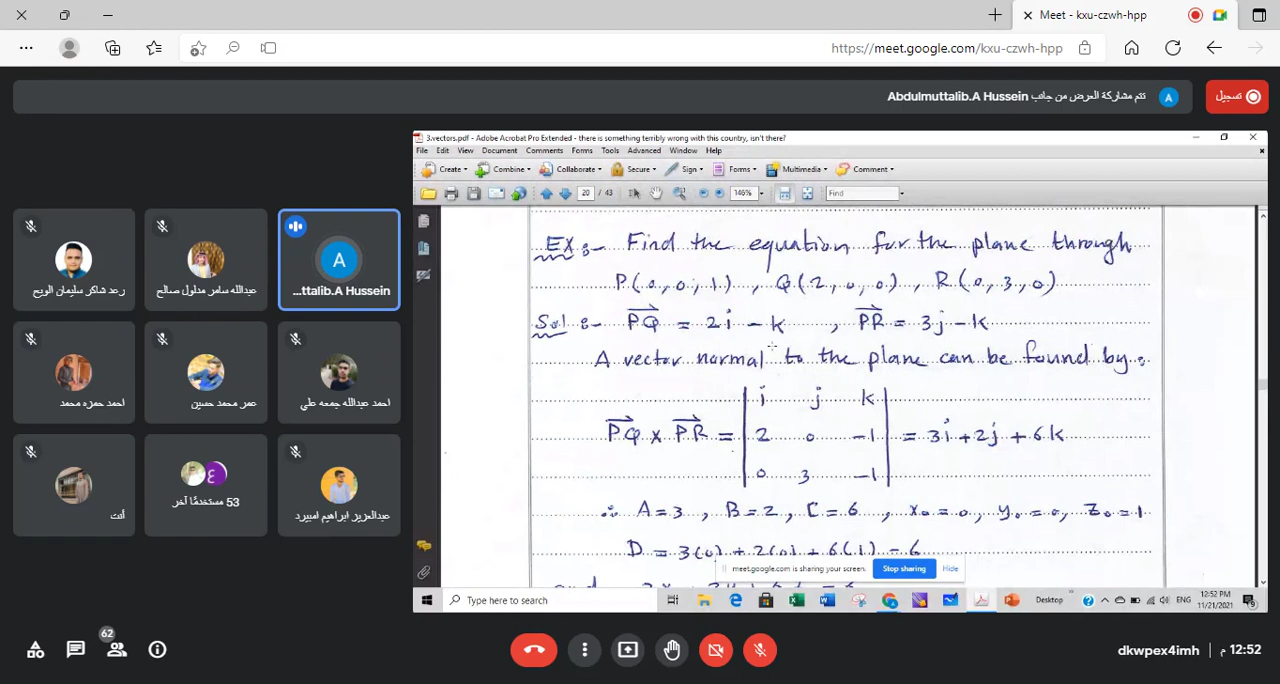 Meet - kxu-czwh-hpp
https://meet.google.com/kxu-czwh-hpp
تتم مشاركة العرض من جانب Abdulmuttalib.A Hussein
A
تسجيل
3.vectors.pdf - Adobe Acrobat Pro Extended - there is something terribly wrong with this country, isn't there?
File Edit View Document Comments Forms Tools Advanced Window Help
Create Combine Collaborate Secure Sign Forms Multimedia Comment
20 / 43 146% Find
EX:- Find the equation for the plane through
P(0,0,1), Q(2,0,0), R(0,3,0)
Sol:- PQ = 2i - k , PR = 3j - k
A vector normal to the plane can be found by:
i j k
PQ x PR = 2 0 -1 = 3i + 2j + 6k
0 3 -1
∴ A=3, B=2, C=6, x₀=0, y₀=0, z₀=1
D = 3(0) + 2(0) + 6(1) = 6
meet.google.com is sharing your screen. Stop sharing Hide
Type here to search
Desktop
ENG
12:52 PM
11/21/2021
رعد شاكر سليمان الويح
عبدالله سامر مدلول صالح
A
...ttalib.A Hussein
احمد حمزه محمد
عمر محمد حسين
احمد عبدالله جمعه علي
أنت
ع
53 مستخدمًا آخر
عبدالعزيز ابراهيم امبيرد
62
dkwpex4imh
12:52 م